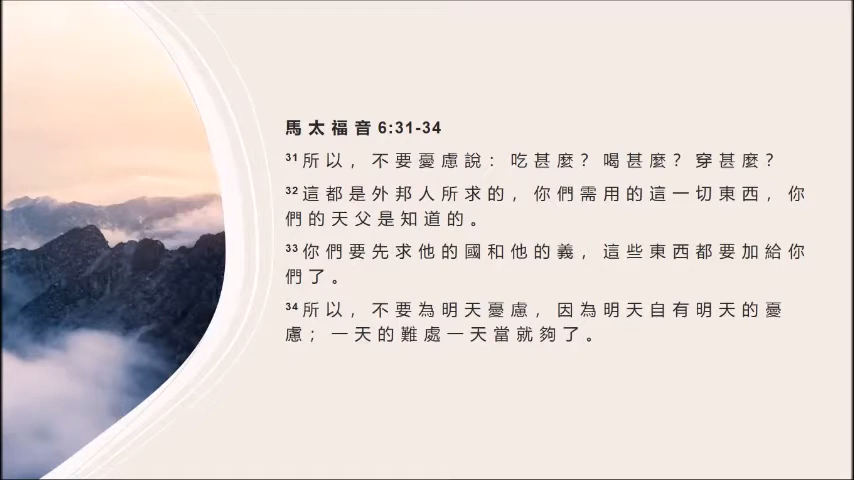 馬太福音 6:31-34
31所以，不要憂慮說：吃甚麼？喝甚麼？穿甚麼？
32這都是外邦人所求的，你們需用的這一切東西，你
們的天父是知道的。
33你們要先求他的國和他的義，這些東西都要加給你
們了。
34所以，不要為明天憂慮，因為明天自有明天的憂
慮；一天的難處一天當就夠了。